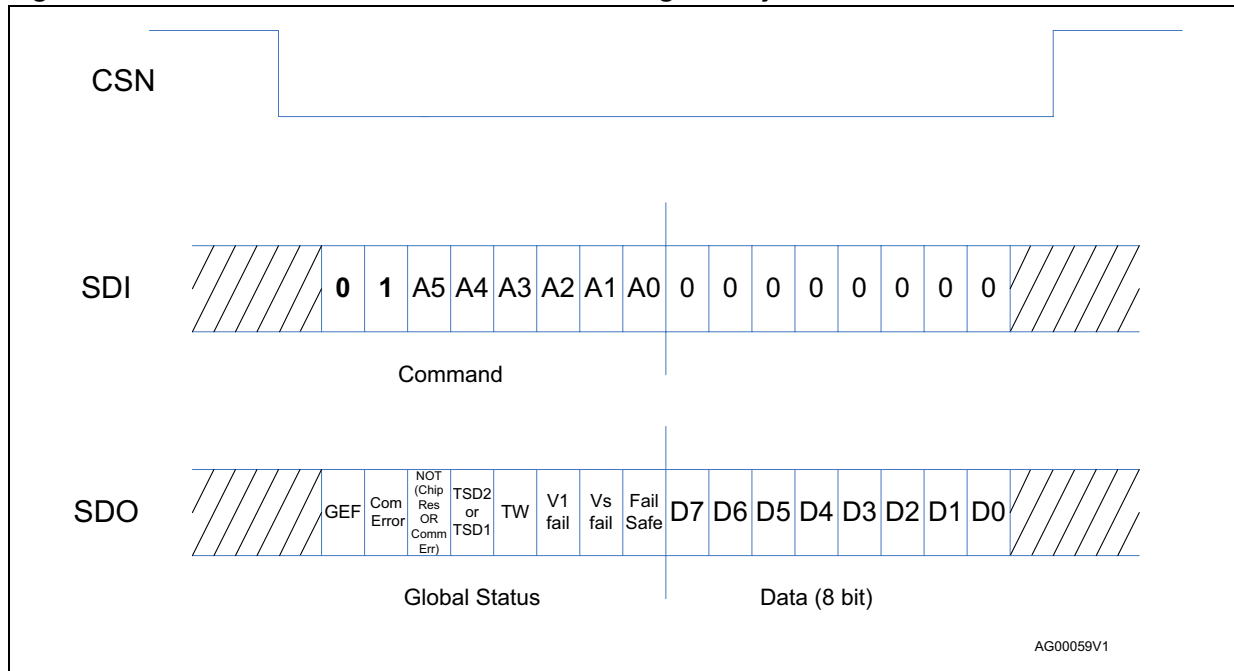 CSN
SDI
0 1 A5 A4 A3 A2 A1 A0 0 0 0 0 0 0 0 0
Command
SDO
GEF
Com
Error
NOT
(Chip
Res
OR
Comm
Err)
TSD2
or
TSD1
TW
V1
fail
Vs
fail
Fail
Safe
D7 D6 D5 D4 D3 D2 D1 D0
Global Status
Data (8 bit)
AG00059V1